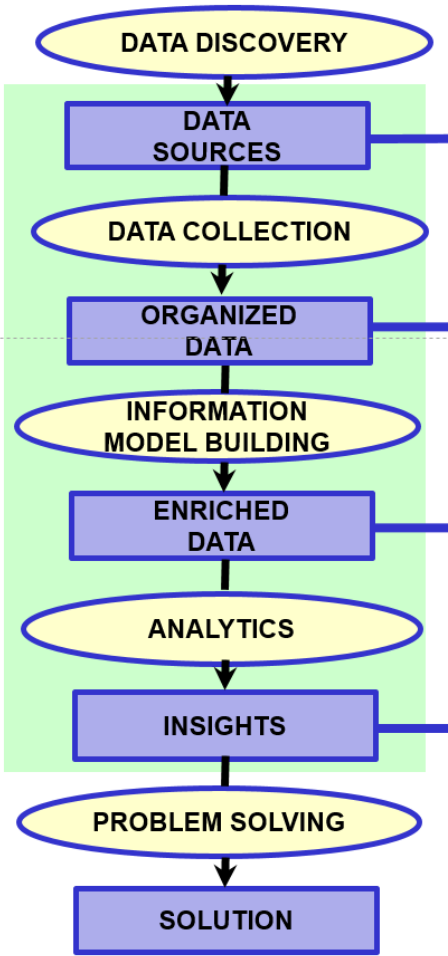 DATA DISCOVERY
DATA
SOURCES
DATA COLLECTION
ORGANIZED
DATA
INFORMATION
MODEL BUILDING
ENRICHED
DATA
ANALYTICS
INSIGHTS
PROBLEM SOLVING
SOLUTION